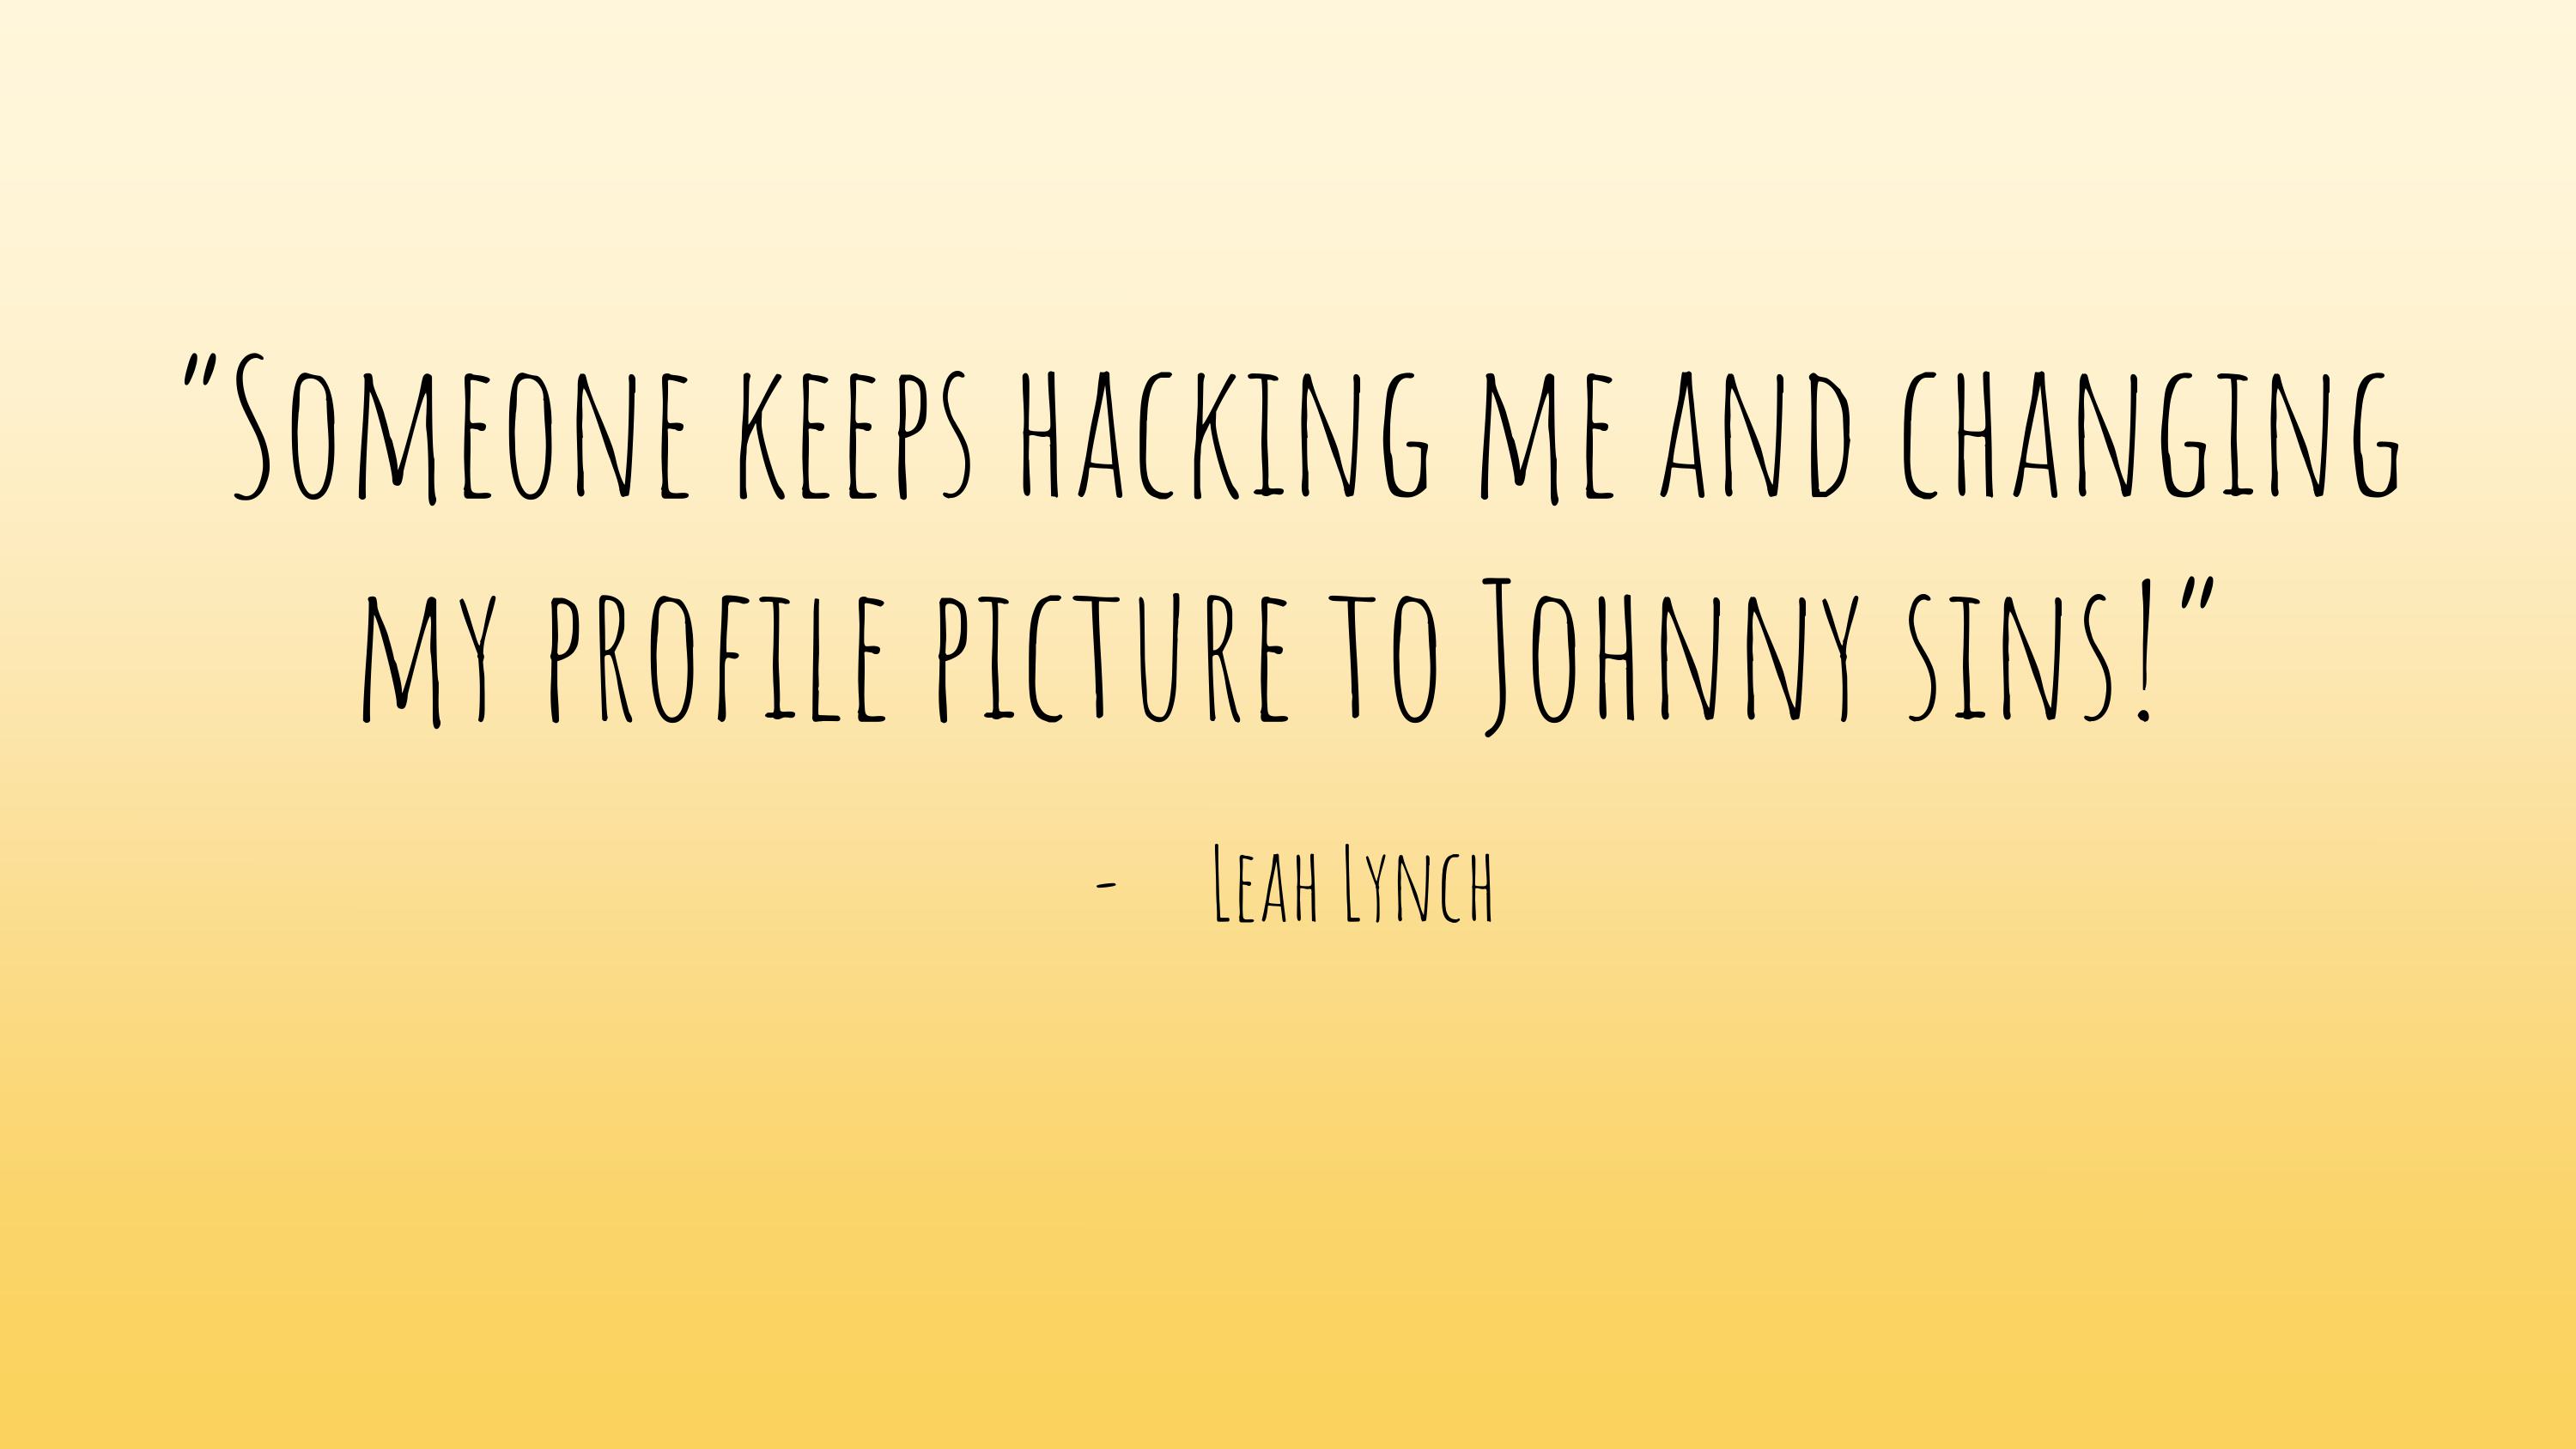 "Someone keeps hacking me and changing
my profile picture to Johnny sins!"
- Leah Lynch